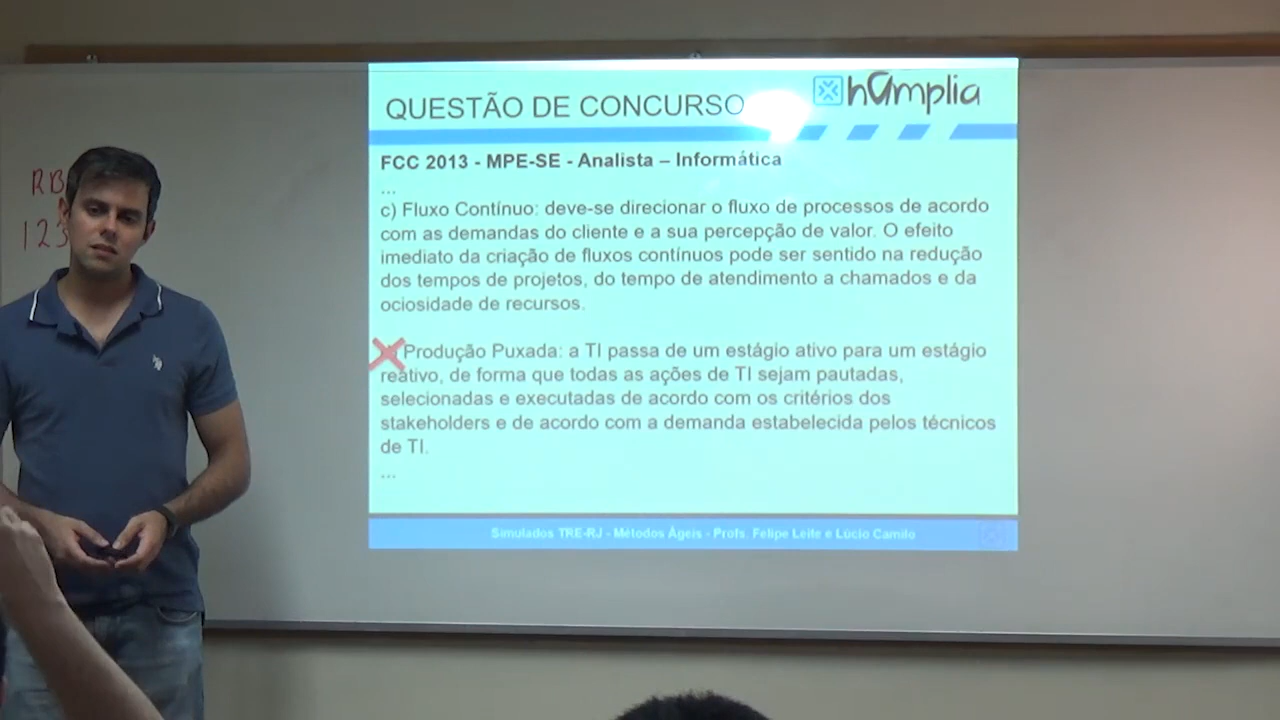 QUESTÃO DE CONCURSO
hāmplia
FCC 2013 - MPE-SE - Analista – Informática
...
c) Fluxo Contínuo: deve-se direcionar o fluxo de processos de acordo
com as demandas do cliente e a sua percepção de valor. O efeito
imediato da criação de fluxos contínuos pode ser sentido na redução
dos tempos de projetos, do tempo de atendimento a chamados e da
ociosidade de recursos.
Produção Puxada: a TI passa de um estágio ativo para um estágio
reativo, de forma que todas as ações de TI sejam pautadas,
selecionadas e executadas de acordo com os critérios dos
stakeholders e de acordo com a demanda estabelecida pelos técnicos
de TI.
...
Simulados TRE-RJ - Métodos Ágeis - Profs. Felipe Leite e Lúcio Camilo
RB
123